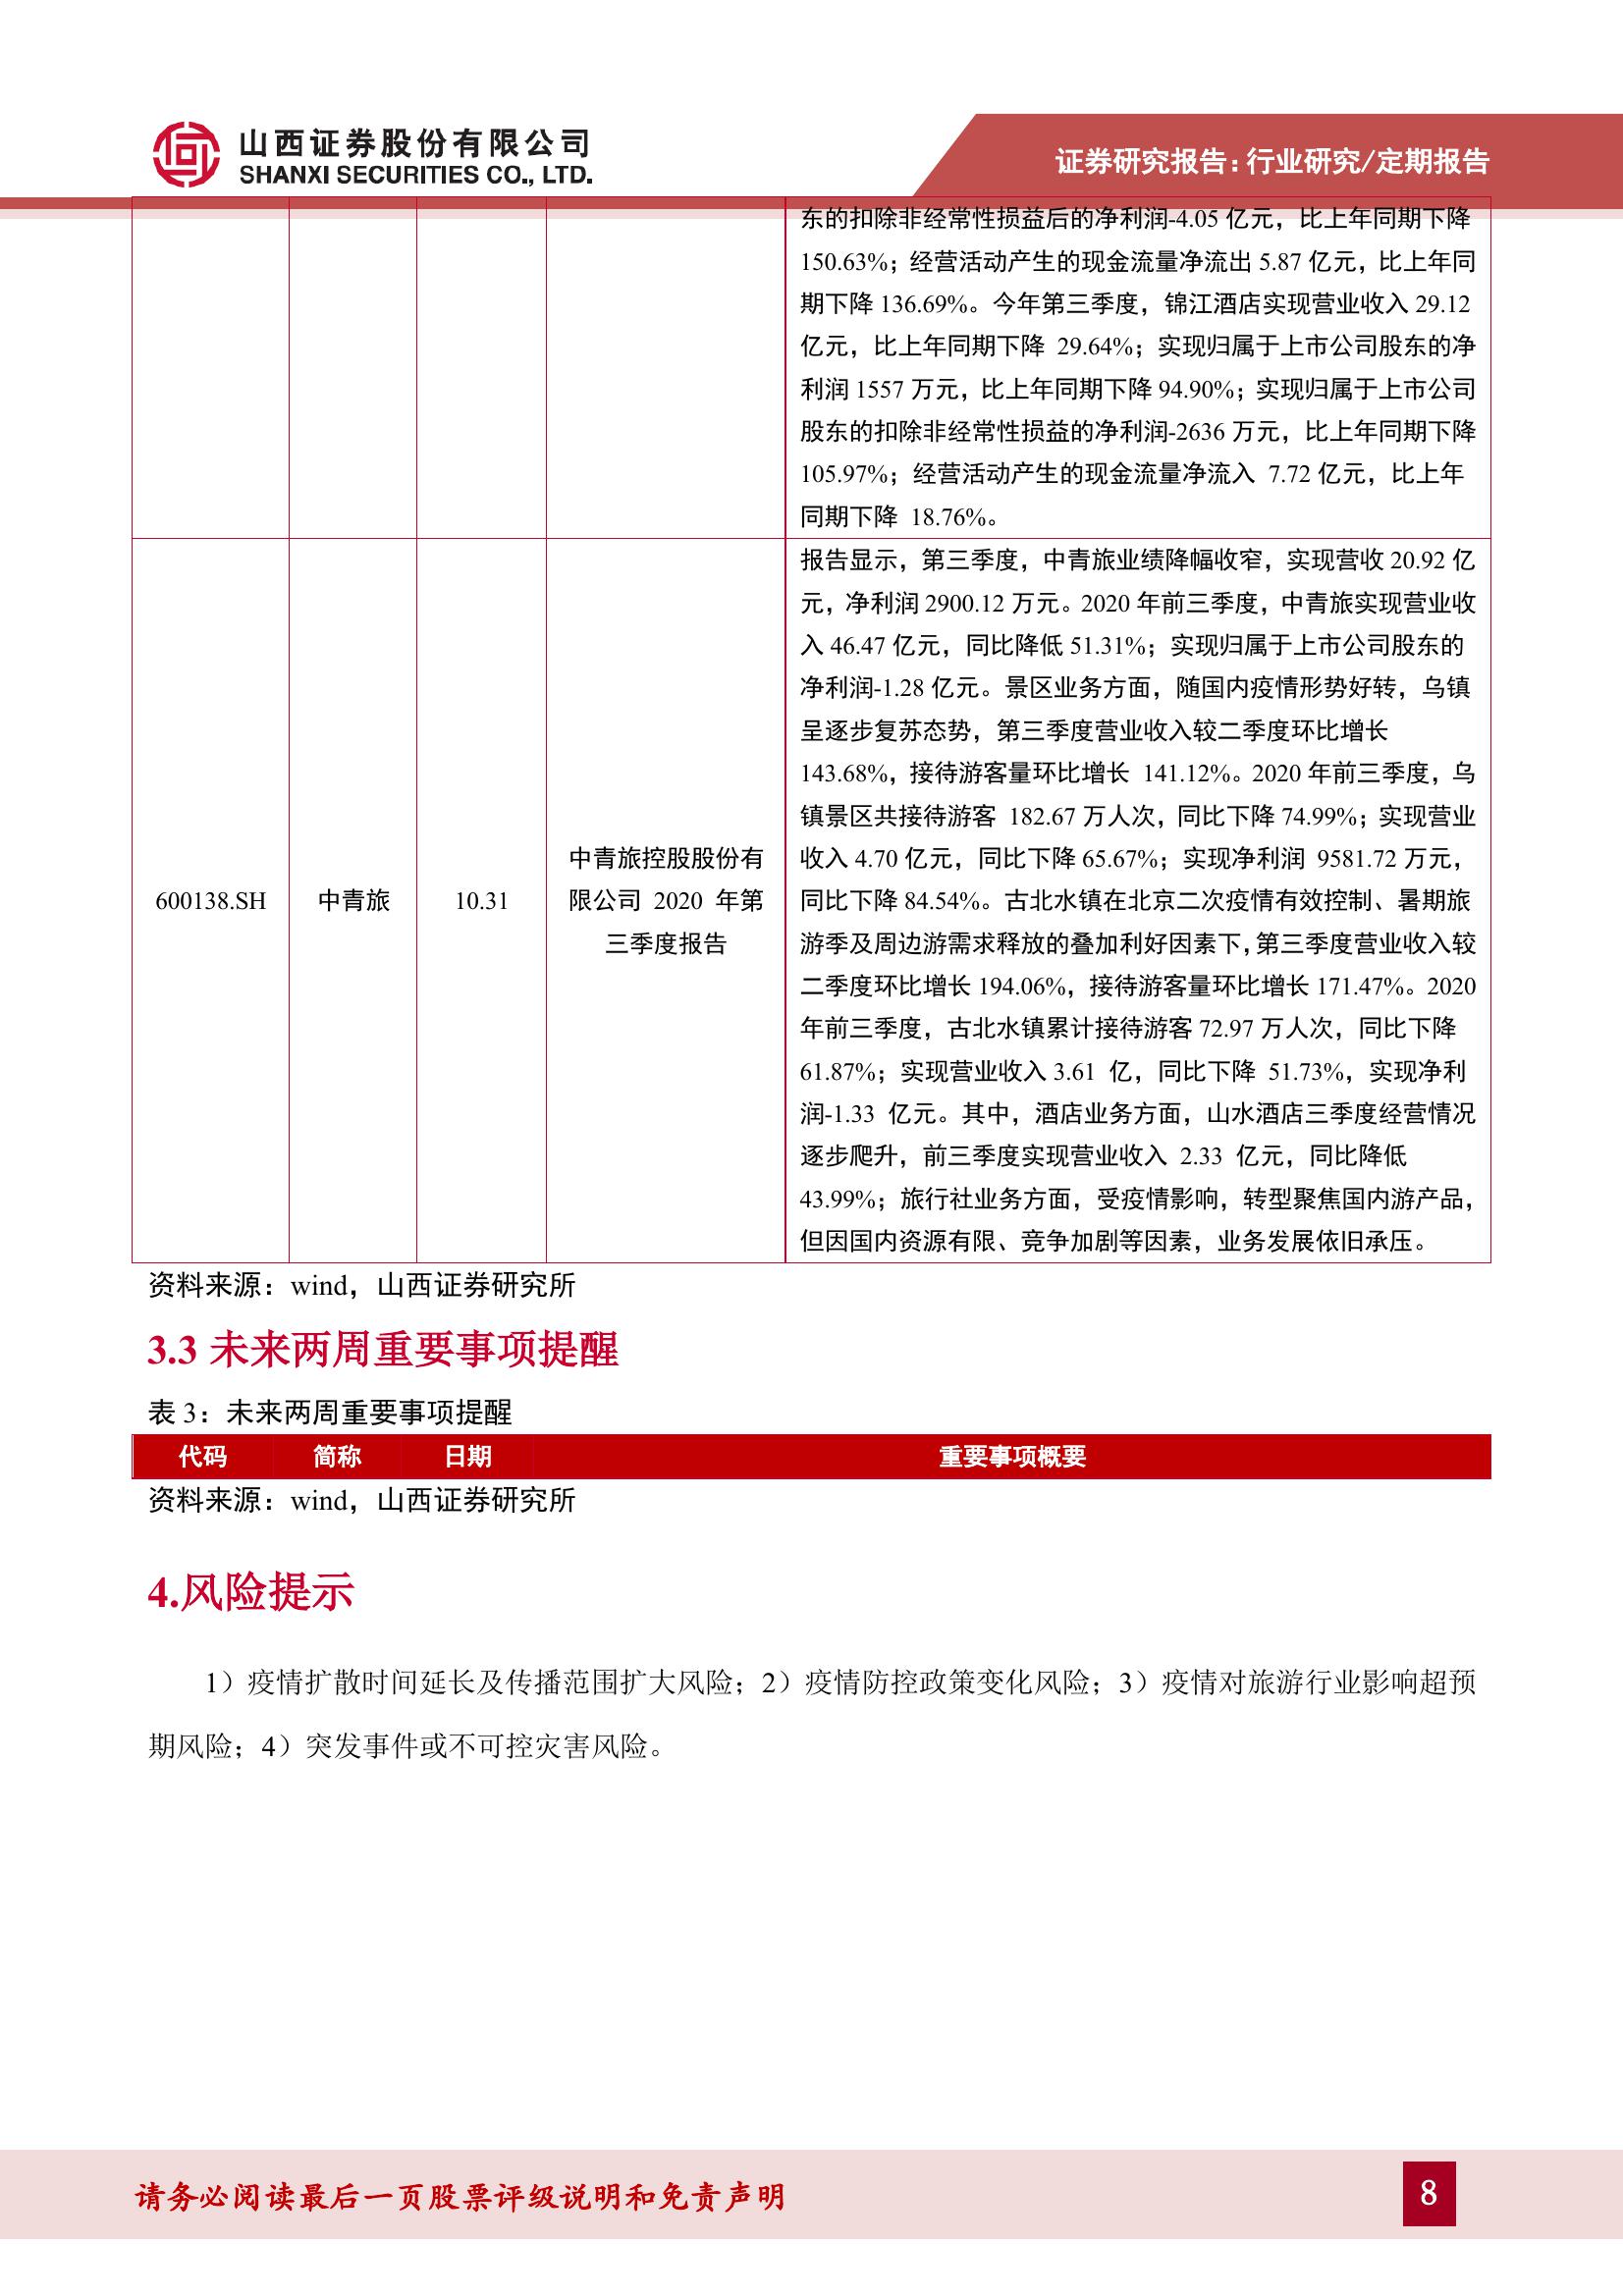 山西证券股份有限公司
SHANXI SECURITIES CO., LTD.
证券研究报告：行业研究/定期报告
东的扣除非经常性损益后的净利润-4.05 亿元，比上年同期下降
150.63%；经营活动产生的现金流量净流出 5.87 亿元，比上年同
期下降 136.69%。今年第三季度，锦江酒店实现营业收入 29.12
亿元，比上年同期下降 29.64%；实现归属于上市公司股东的净
利润 1557 万元，比上年同期下降 94.90%；实现归属于上市公司
股东的扣除非经常性损益的净利润-2636 万元，比上年同期下降
105.97%；经营活动产生的现金流量净流入 7.72 亿元，比上年
同期下降 18.76%。
600138.SH
中青旅
10.31
中青旅控股股份有
限公司 2020 年第
三季度报告
报告显示，第三季度，中青旅业绩降幅收窄，实现营收 20.92 亿
元，净利润 2900.12 万元。2020 年前三季度，中青旅实现营业收
入 46.47 亿元，同比降低 51.31%；实现归属于上市公司股东的
净利润-1.28 亿元。景区业务方面，随国内疫情形势好转，乌镇
呈逐步复苏态势，第三季度营业收入较二季度环比增长
143.68%，接待游客量环比增长 141.12%。2020 年前三季度，乌
镇景区共接待游客 182.67 万人次，同比下降 74.99%；实现营业
收入 4.70 亿元，同比下降 65.67%；实现净利润 9581.72 万元，
同比下降 84.54%。古北水镇在北京二次疫情有效控制、暑期旅
游季及周边游需求释放的叠加利好因素下，第三季度营业收入较
二季度环比增长 194.06%，接待游客量环比增长 171.47%。2020
年前三季度，古北水镇累计接待游客 72.97 万人次，同比下降
61.87%；实现营业收入 3.61 亿，同比下降 51.73%，实现净利
润-1.33 亿元。其中，酒店业务方面，山水酒店三季度经营情况
逐步爬升，前三季度实现营业收入 2.33 亿元，同比降低
43.99%；旅行社业务方面，受疫情影响，转型聚焦国内游产品，
但因国内资源有限、竞争加剧等因素，业务发展依旧承压。
资料来源：wind，山西证券研究所
3.3 未来两周重要事项提醒
表 3：未来两周重要事项提醒
代码 简称 日期 重要事项概要
资料来源：wind，山西证券研究所
4.风险提示
1）疫情扩散时间延长及传播范围扩大风险；2）疫情防控政策变化风险；3）疫情对旅游行业影响超预
期风险；4）突发事件或不可控灾害风险。
请务必阅读最后一页股票评级说明和免责声明
8